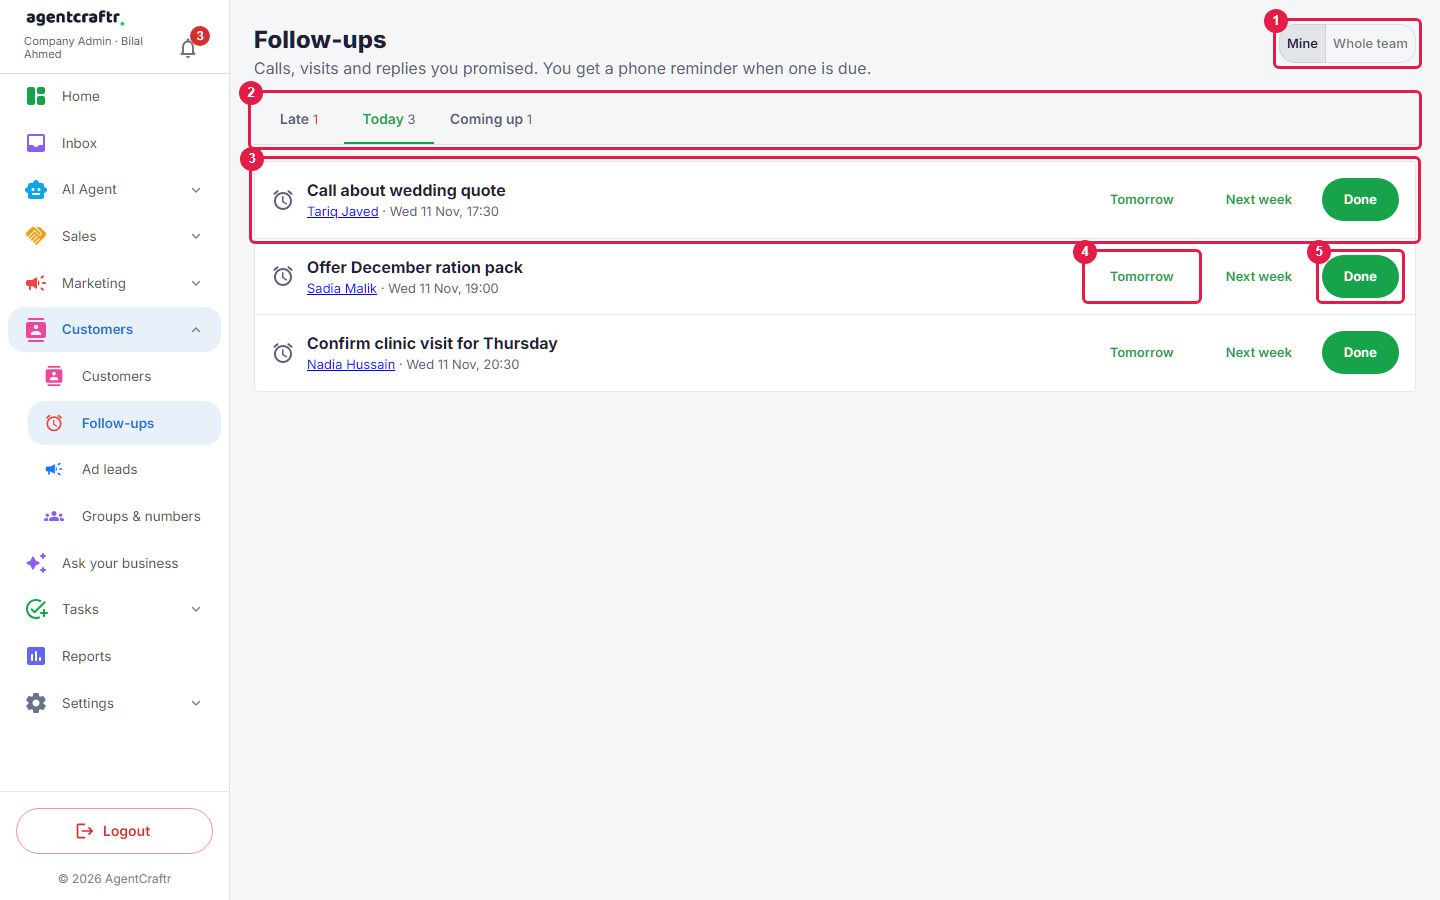 agentcraftr.
Company Admin · Bilal Ahmed
3
Home
Inbox
AI Agent
Sales
Marketing
Customers
Customers
Follow-ups
Ad leads
Groups & numbers
Ask your business
Tasks
Reports
Settings
Logout
© 2026 AgentCraftr
Follow-ups
Calls, visits and replies you promised. You get a phone reminder when one is due.
1
Mine Whole team
2
Late 1 Today 3 Coming up 1
3
Call about wedding quote
Tariq Javed · Wed 11 Nov, 17:30
Tomorrow Next week Done
4
5
Offer December ration pack
Sadia Malik · Wed 11 Nov, 19:00
Tomorrow Next week Done
Confirm clinic visit for Thursday
Nadia Hussain · Wed 11 Nov, 20:30
Tomorrow Next week Done